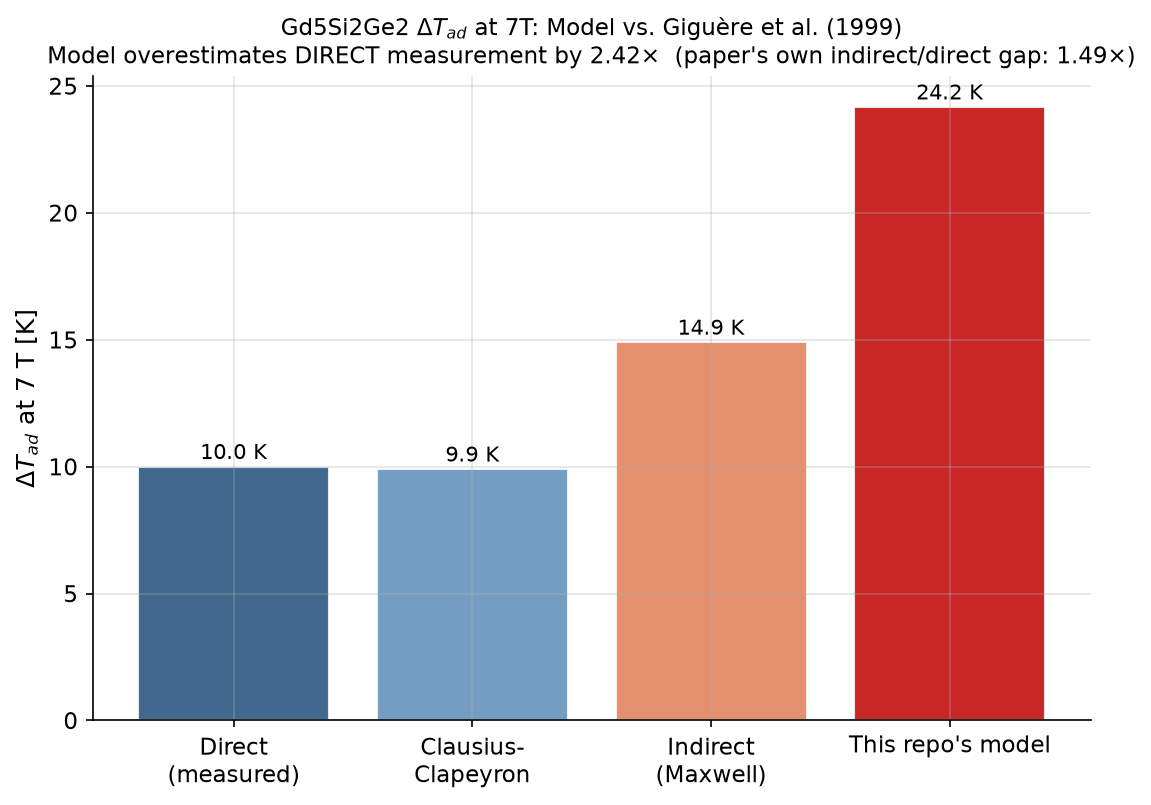 Gd5Si2Ge2 ΔT_ad at 7T: Model vs. Giguère et al. (1999)
Model overestimates DIRECT measurement by 2.42× (paper's own indirect/direct gap: 1.49×)
ΔT_ad at 7 T [K]
25
20
15
10
5
0
10.0 K
9.9 K
14.9 K
24.2 K
Direct
(measured)
Clausius-
Clapeyron
Indirect
(Maxwell)
This repo's model